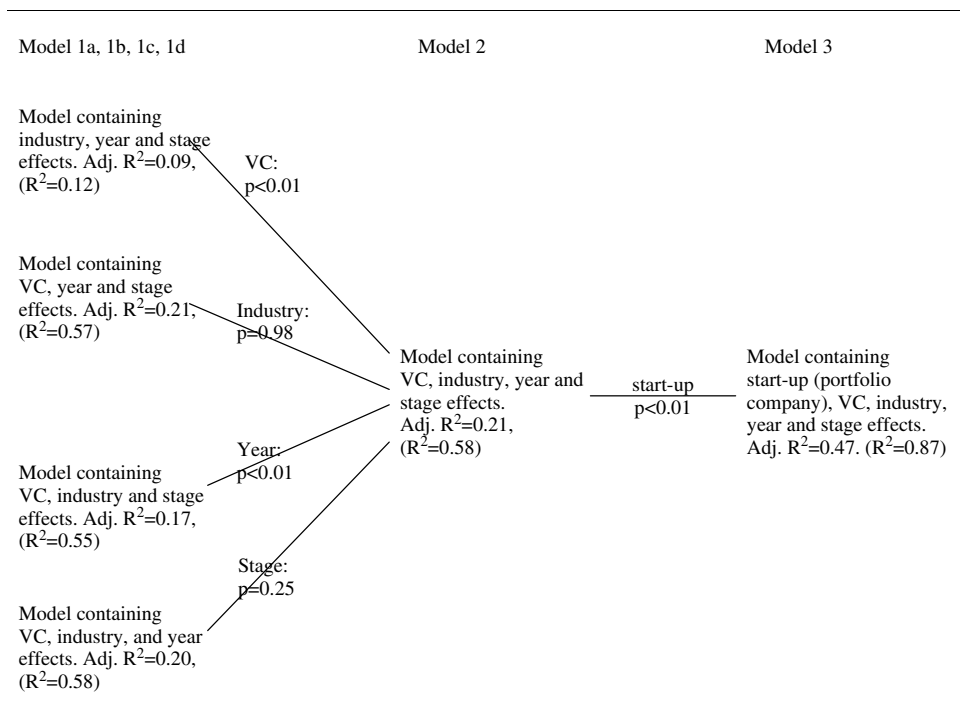 Model 1a, 1b, 1c, 1d
Model 2
Model 3
Model containing
industry, year and stage
effects. Adj. R²=0.09,
(R²=0.12)
VC:
p<0.01
Model containing
VC, year and stage
effects. Adj. R²=0.21,
(R²=0.57)
Industry:
p=0.98
Model containing
VC, industry and stage
effects. Adj. R²=0.17,
(R²=0.55)
Year:
p<0.01
Model containing
VC, industry, and year
effects. Adj. R²=0.20,
(R²=0.58)
Stage:
p=0.25
Model containing
VC, industry, year and
stage effects.
Adj. R²=0.21,
(R²=0.58)
start-up
p<0.01
Model containing
start-up (portfolio
company), VC, industry,
year and stage effects.
Adj. R²=0.47. (R²=0.87)